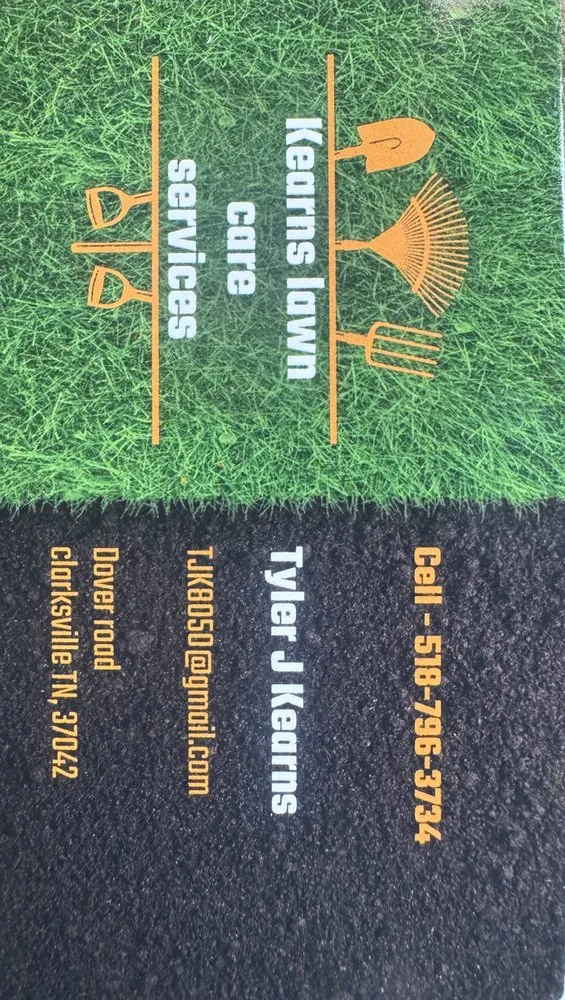 Kearns lawn
care
services
Cell - 518-796-3734
Tyler J Kearns
TJK8050@gmail.com
Dover road
clarksville TN, 37042